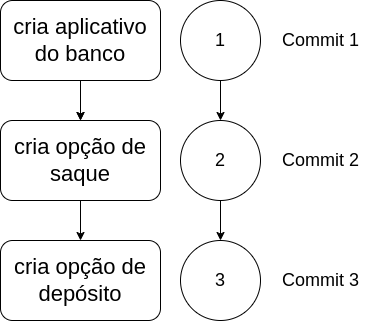 cria aplicativo
do banco
1
Commit 1
cria opção de
saque
2
Commit 2
cria opção de
depósito
3
Commit 3